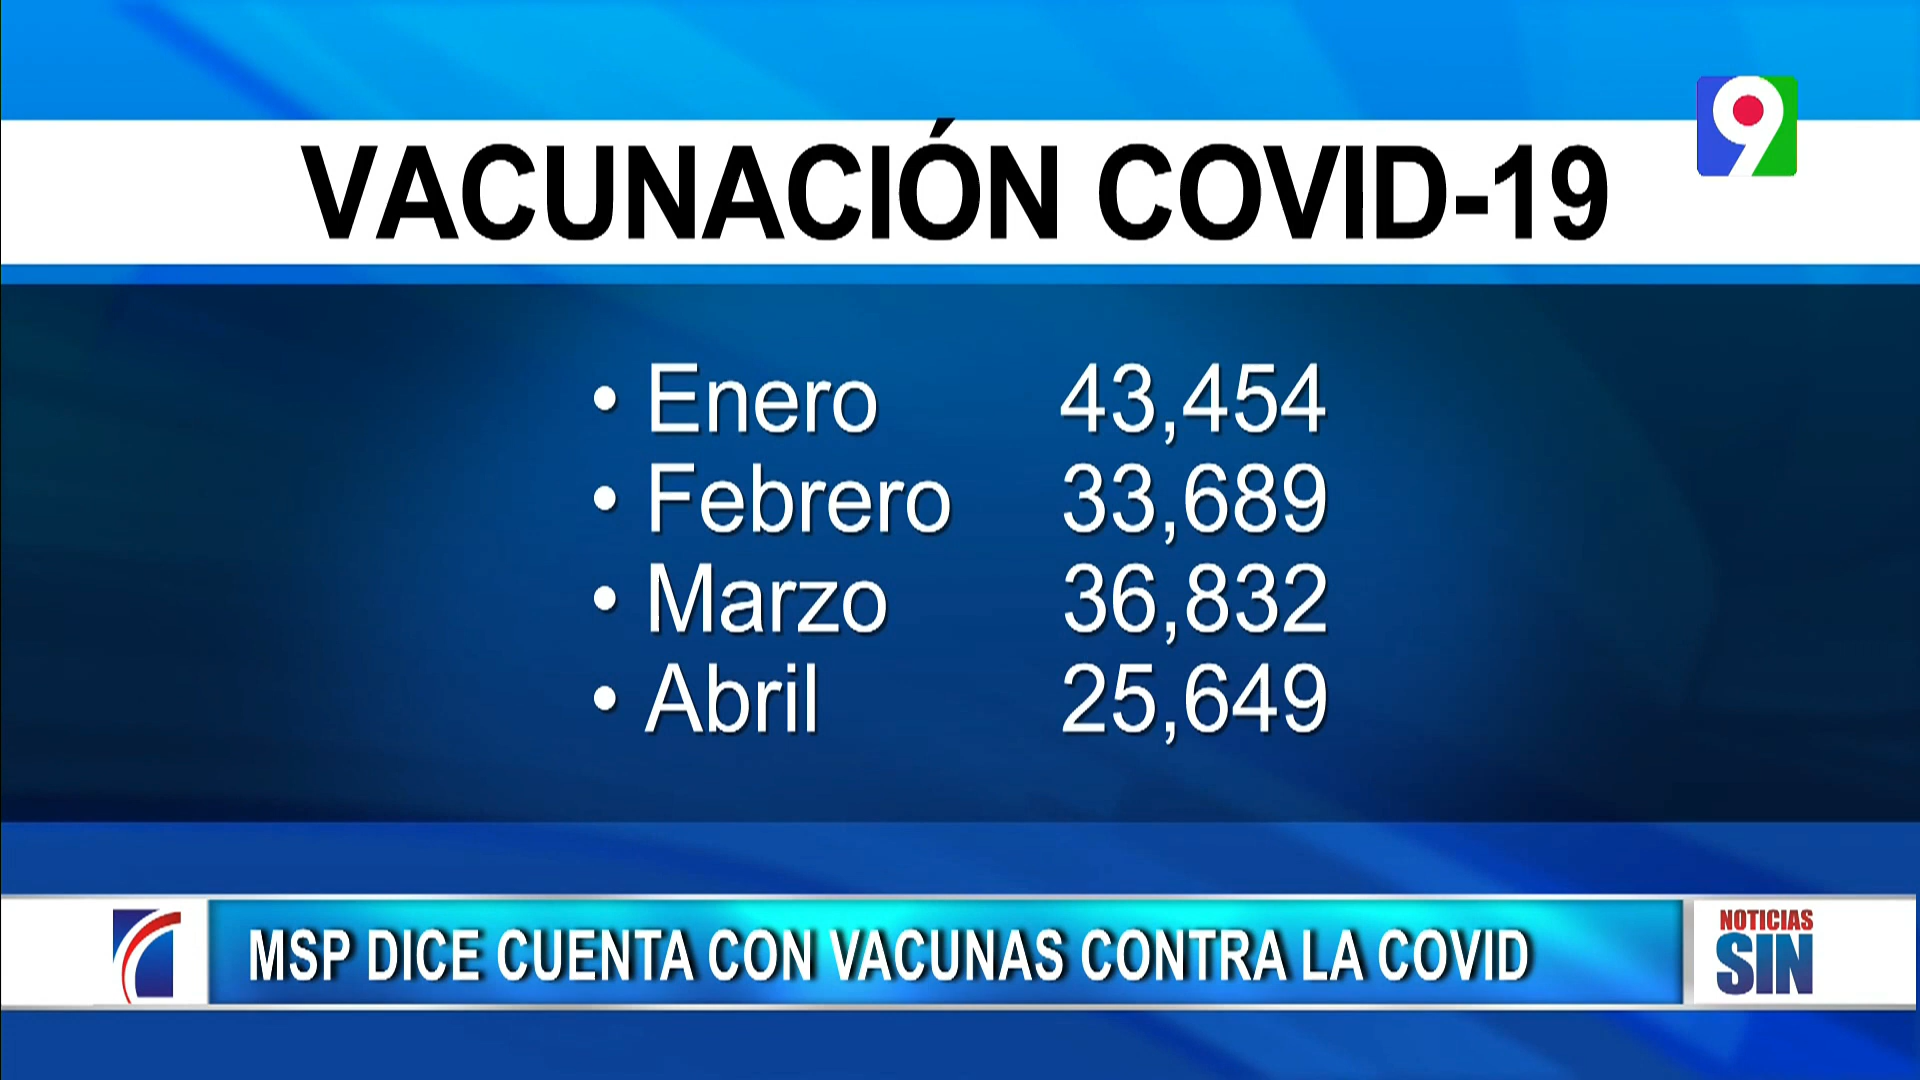 9
VACUNACIÓN COVID-19
• Enero 43,454
• Febrero 33,689
• Marzo 36,832
• Abril 25,649
MSP DICE CUENTA CON VACUNAS CONTRA LA COVID
NOTICIAS
SIN